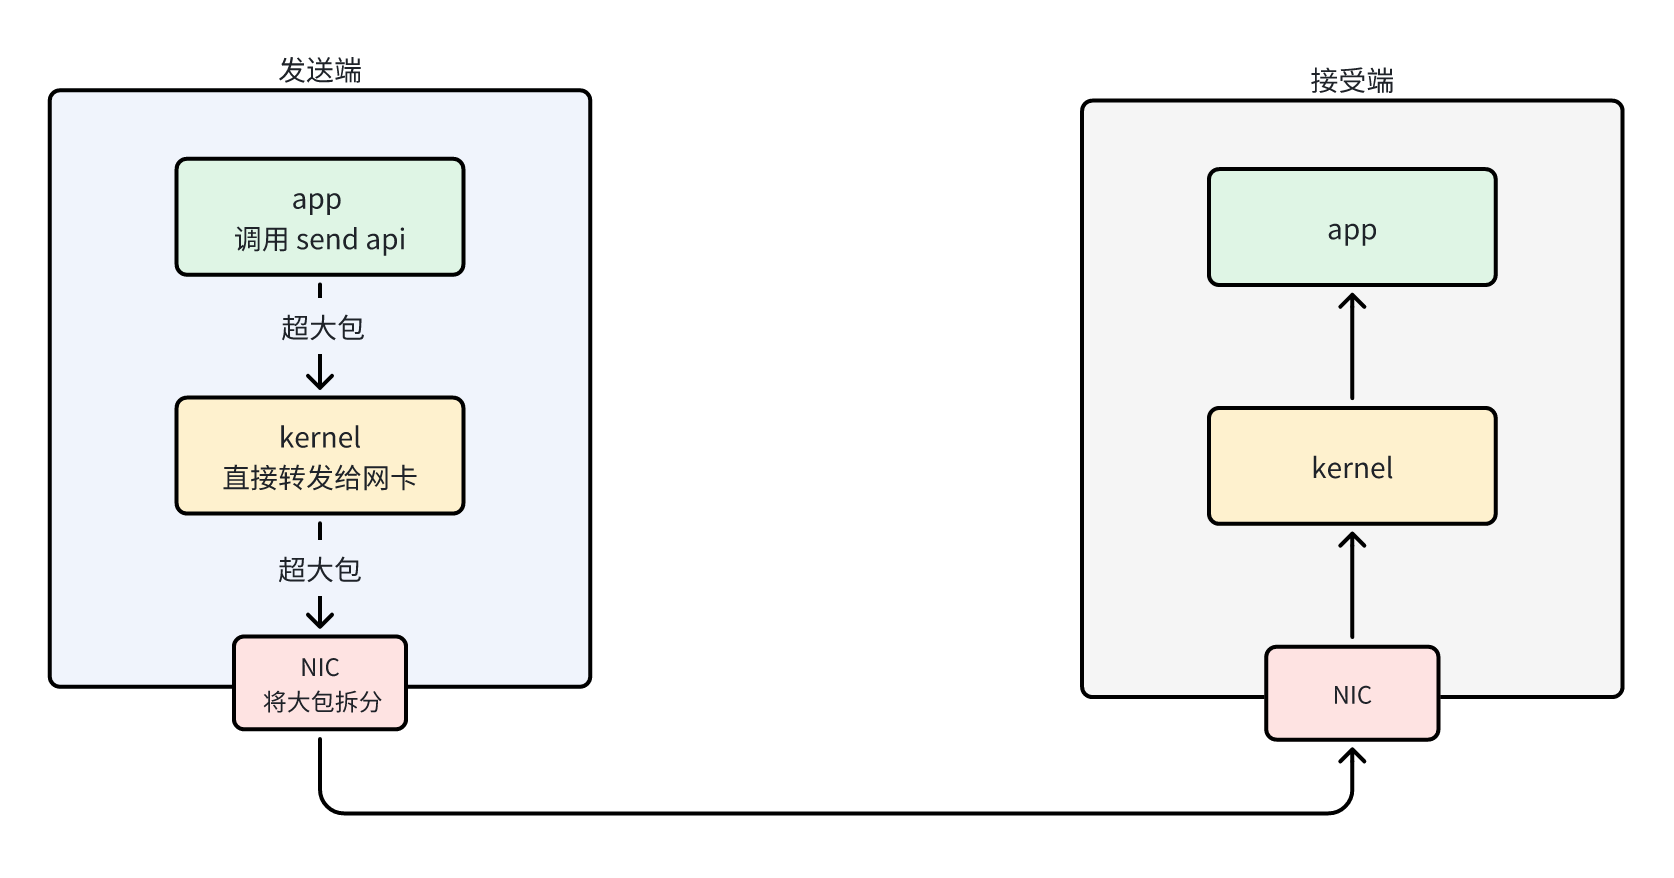 发送端
app
调用 send api
超大包
kernel
直接转发给网卡
超大包
NIC
将大包拆分
接受端
app
kernel
NIC